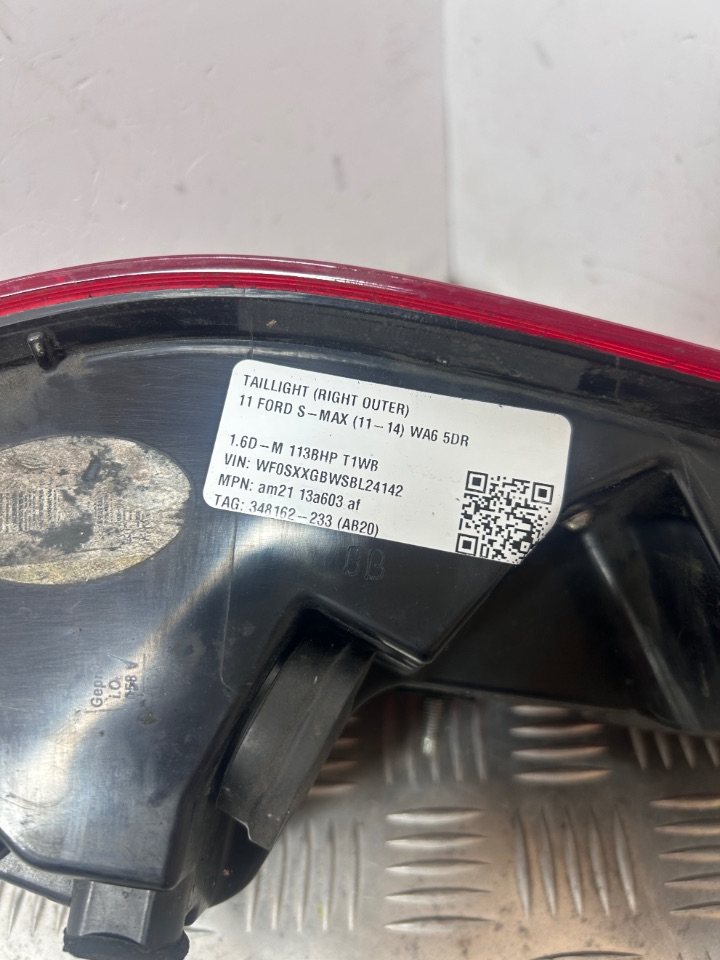 TAILLIGHT (RIGHT OUTER)
11 FORD S-MAX (11-14) WA6 5DR
1.6D-M 113BHP T1WB
VIN: WF0SXXGBWSBL24142
MPN: am21 13a603 af
TAG: 348162-233 (AB20)
Gepr
I.O.